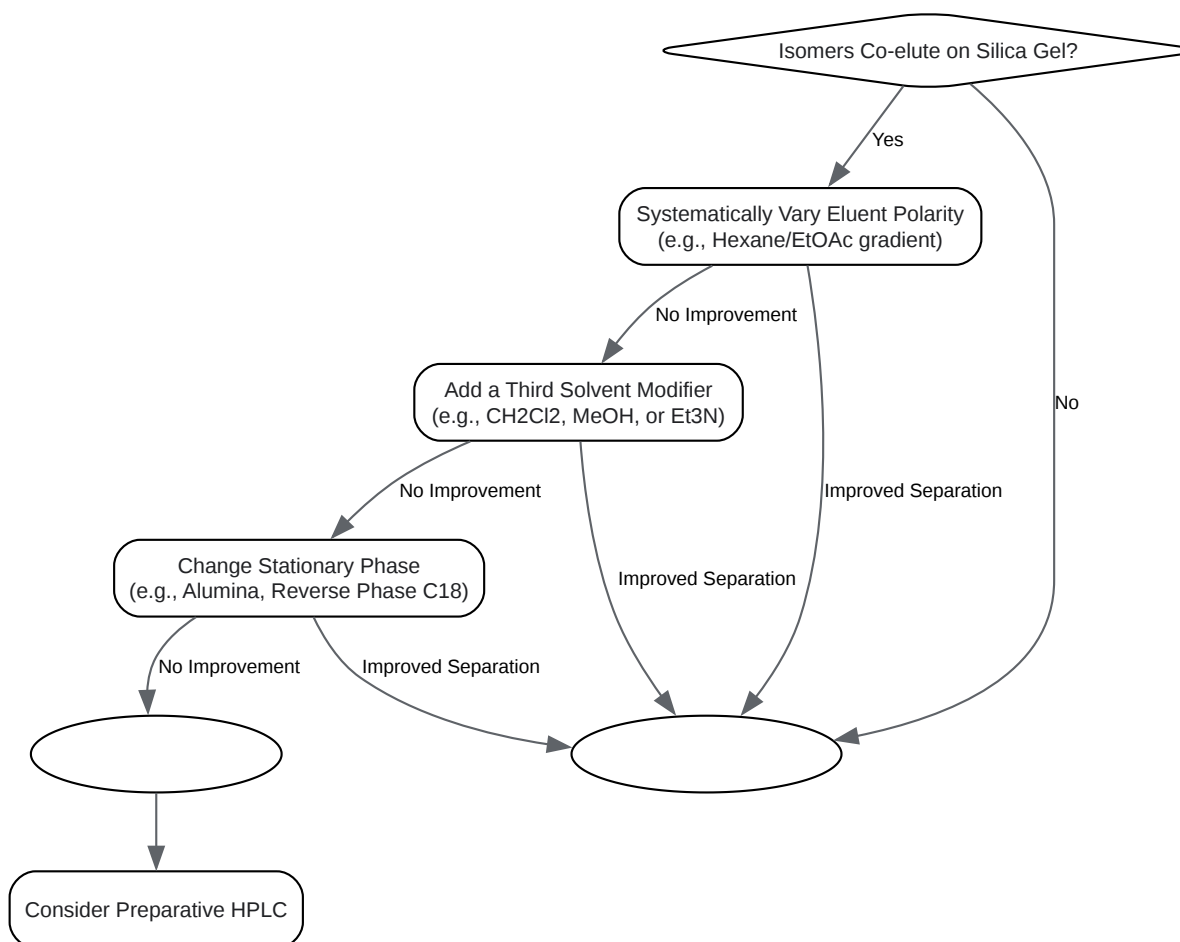 Isomers Co-elute on Silica Gel?
Yes
Systematically Vary Eluent Polarity
(e.g., Hexane/EtOAc gradient)
No Improvement
Add a Third Solvent Modifier
(e.g., CH2Cl2, MeOH, or Et3N)
No
No Improvement
Improved Separation
Change Stationary Phase
(e.g., Alumina, Reverse Phase C18)
Improved Separation
No Improvement
Improved Separation
Consider Preparative HPLC